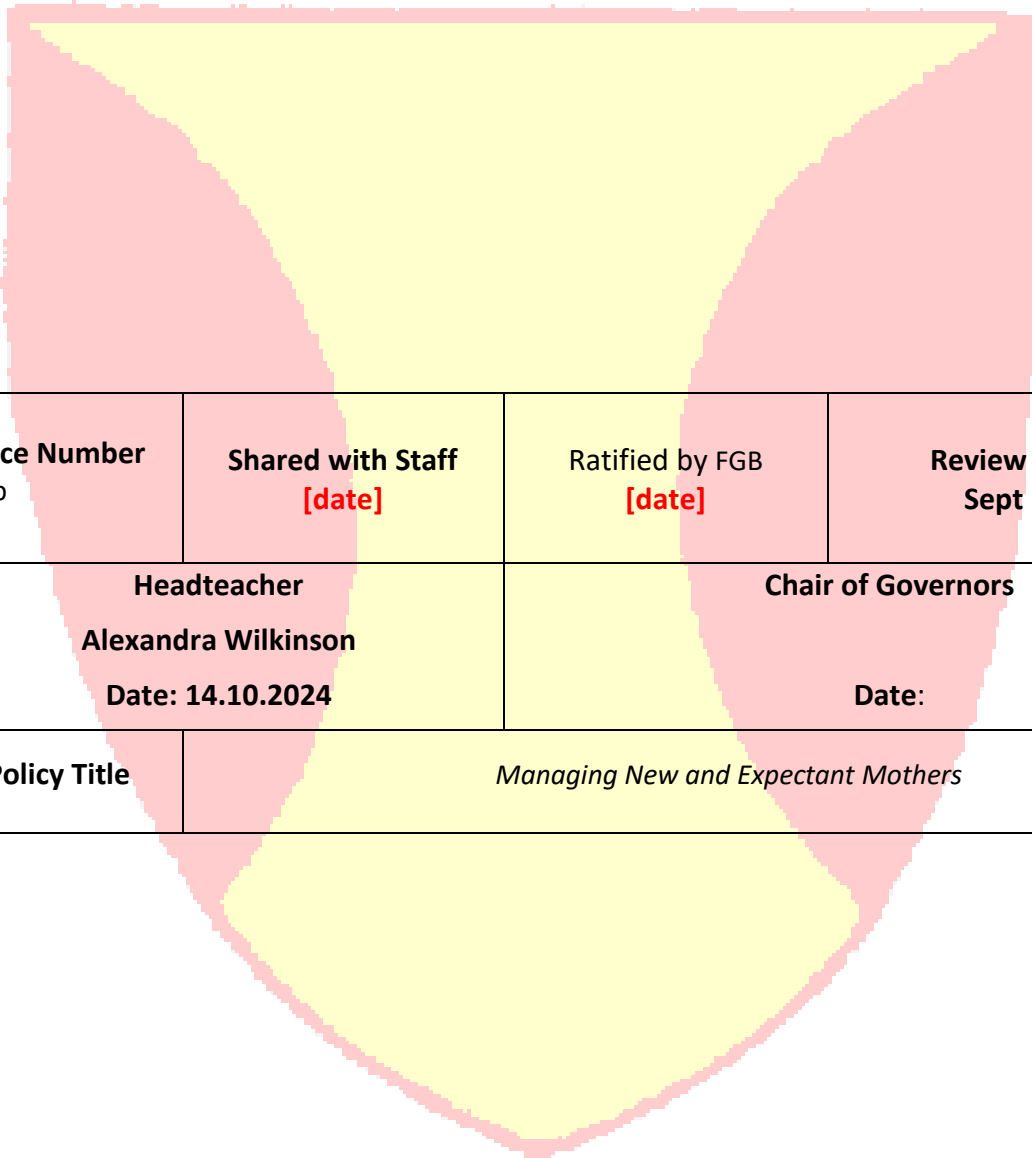 ce Number
Shared with Staff
[date]
Ratified by FGB
[date]
Review
Sept
Headteacher
Alexandra Wilkinson
Date: 14.10.2024
Chair of Governors
Date:
Policy Title
Managing New and Expectant Mothers